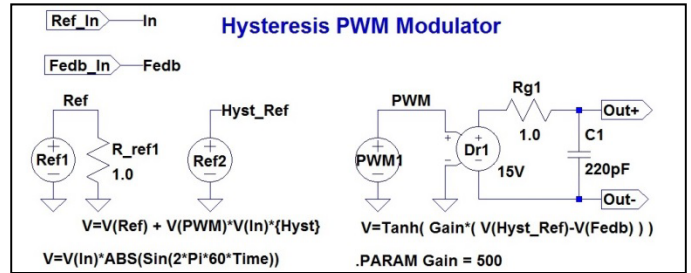 Hysteresis PWM Modulator
Ref_In In
Fedb_In Fedb
Ref
Hyst_Ref
PWM
Rg1
Out+
Ref1
R_ref1
1.0
Ref2
PWM1
Dr1
15V
1.0
C1
220pF
Out-
V=V(Ref) + V(PWM)*V(In)*{Hyst}
V=Tanh( Gain*( V(Hyst_Ref)-V(Fedb) ) )
V=V(In)*ABS(Sin(2*Pi*60*Time))
.PARAM Gain = 500